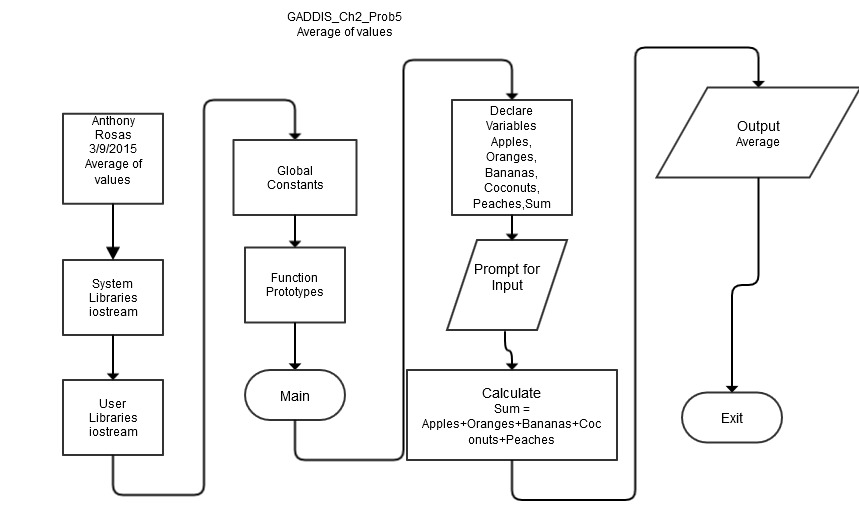 GADDIS_Ch2_Prob5
Average of values
Anthony
Rosas
3/9/2015
Average of
values
System
Libraries
iostream
User
Libraries
iostream
Global
Constants
Function
Prototypes
Main
Declare
Variables
Apples,
Oranges,
Bananas,
Coconuts,
Peaches,Sum
Prompt for
Input
Calculate
Sum =
Apples+Oranges+Bananas+Coc
onuts+Peaches
Output
Average
Exit